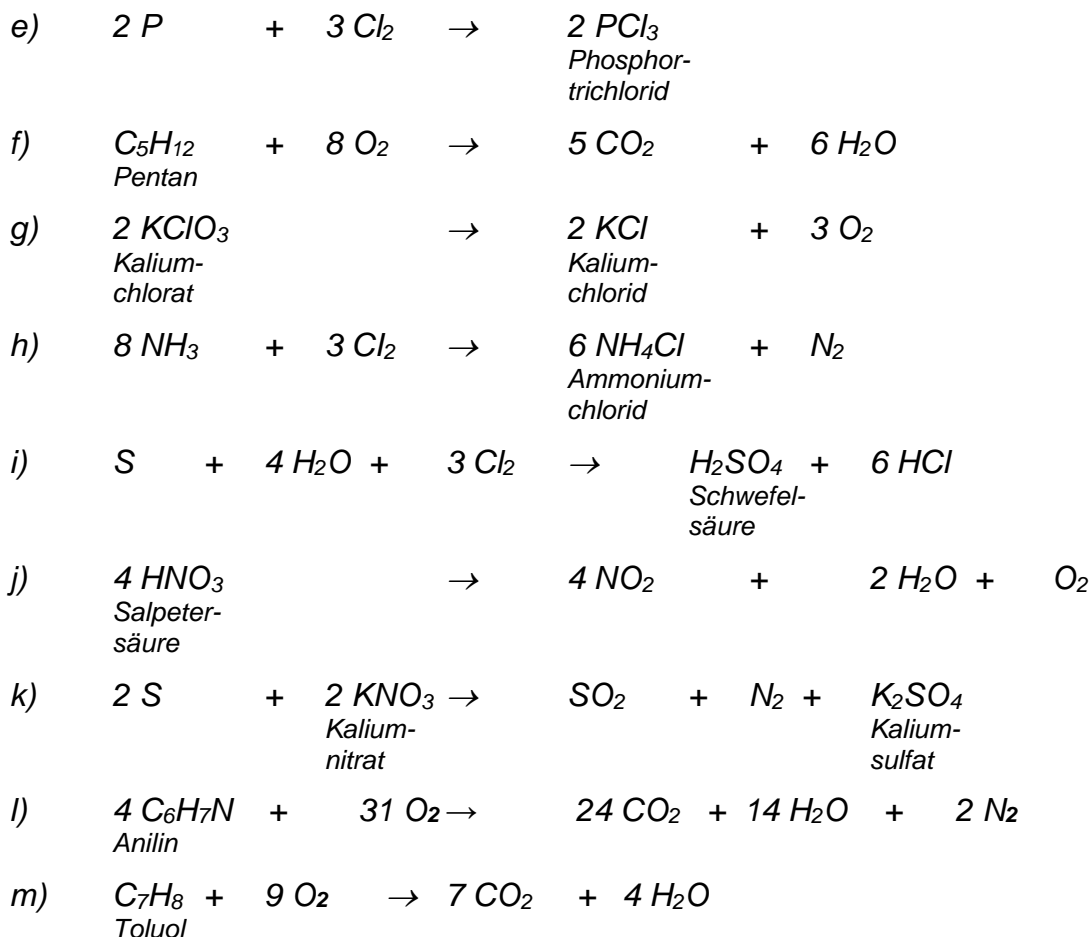 e) 2 P + 3 Cl2 → 2 PCl3
Phosphor-
trichlorid
f) C5H12 + 8 O2 → 5 CO2 + 6 H2O
Pentan
g) 2 KClO3 → 2 KCl + 3 O2
Kalium- Kalium-
chlorat chlorid
h) 8 NH3 + 3 Cl2 → 6 NH4Cl + N2
Ammonium-
chlorid
i) S + 4 H2O + 3 Cl2 → H2SO4 + 6 HCl
Schwefel-
säure
j) 4 HNO3 → 4 NO2 + 2 H2O + O2
Salpeter-
säure
k) 2 S + 2 KNO3 → SO2 + N2 + K2SO4
Kalium- Kalium-
nitrat sulfat
l) 4 C6H7N + 31 O2 → 24 CO2 + 14 H2O + 2 N2
Anilin
m) C7H8 + 9 O2 → 7 CO2 + 4 H2O
Toluol